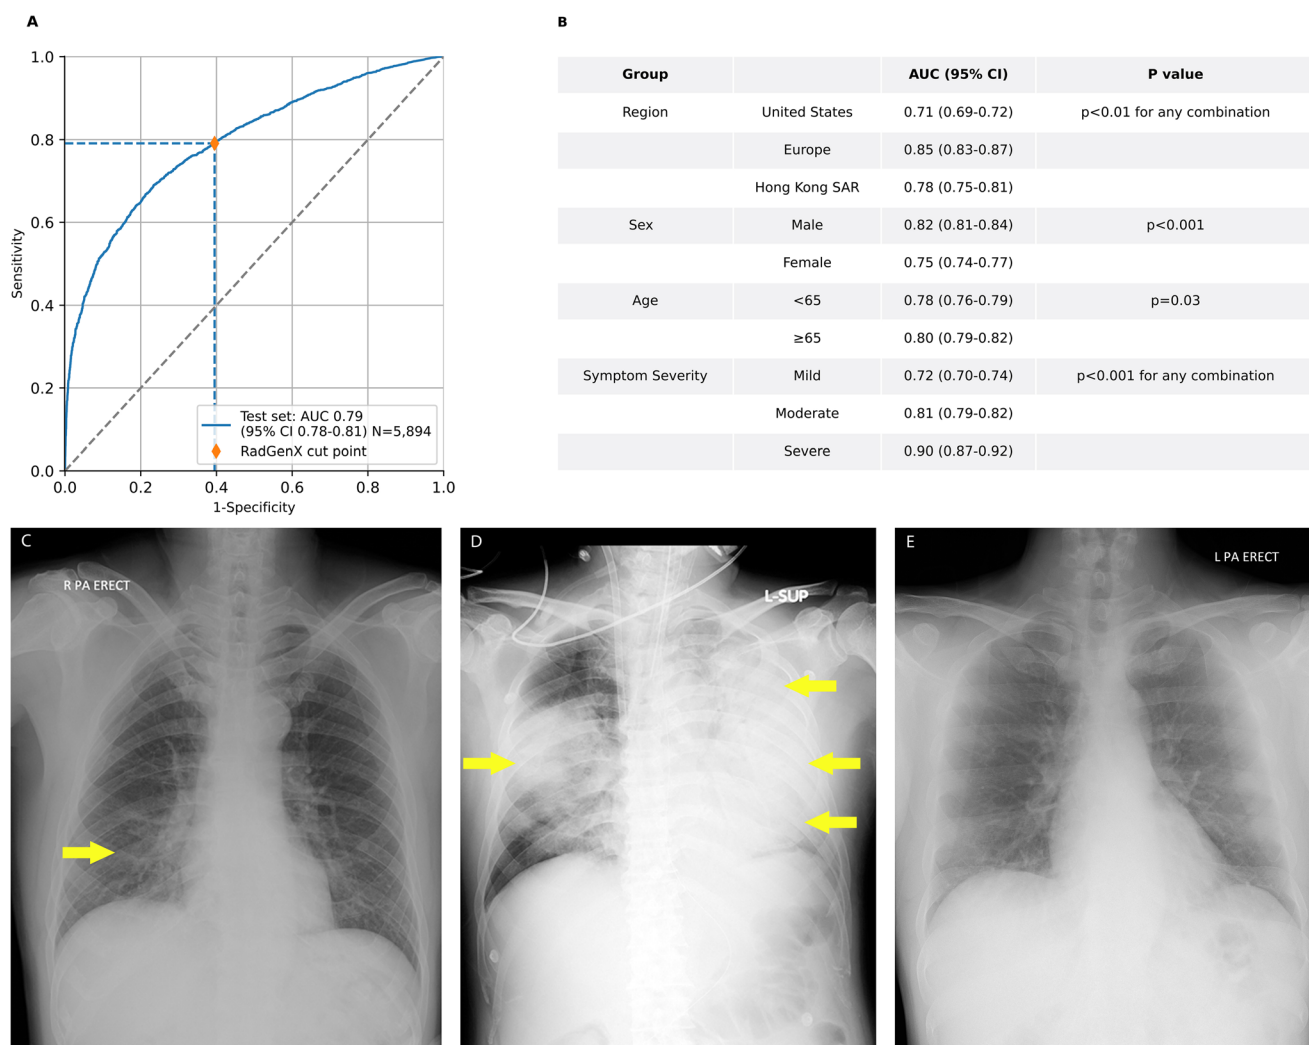 A
1.0
0.8
0.6
0.4
0.2
0.0
Sensitivity
0.0 0.2 0.4 0.6 0.8 1.0
1-Specificity
Test set: AUC 0.79
(95% CI 0.78-0.81) N=5,894
RadGenX cut point
B
Group AUC (95% CI) P value
Region United States 0.71 (0.69-0.72) p<0.01 for any combination
Europe 0.85 (0.83-0.87)
Hong Kong SAR 0.78 (0.75-0.81)
Sex Male 0.82 (0.81-0.84) p<0.001
Female 0.75 (0.74-0.77)
Age <65 0.78 (0.76-0.79) p=0.03
≥65 0.80 (0.79-0.82)
Symptom Severity Mild 0.72 (0.70-0.74) p<0.001 for any combination
Moderate 0.81 (0.79-0.82)
Severe 0.90 (0.87-0.92)
C
R PA ERECT
D
L-SUP
E
L PA ERECT